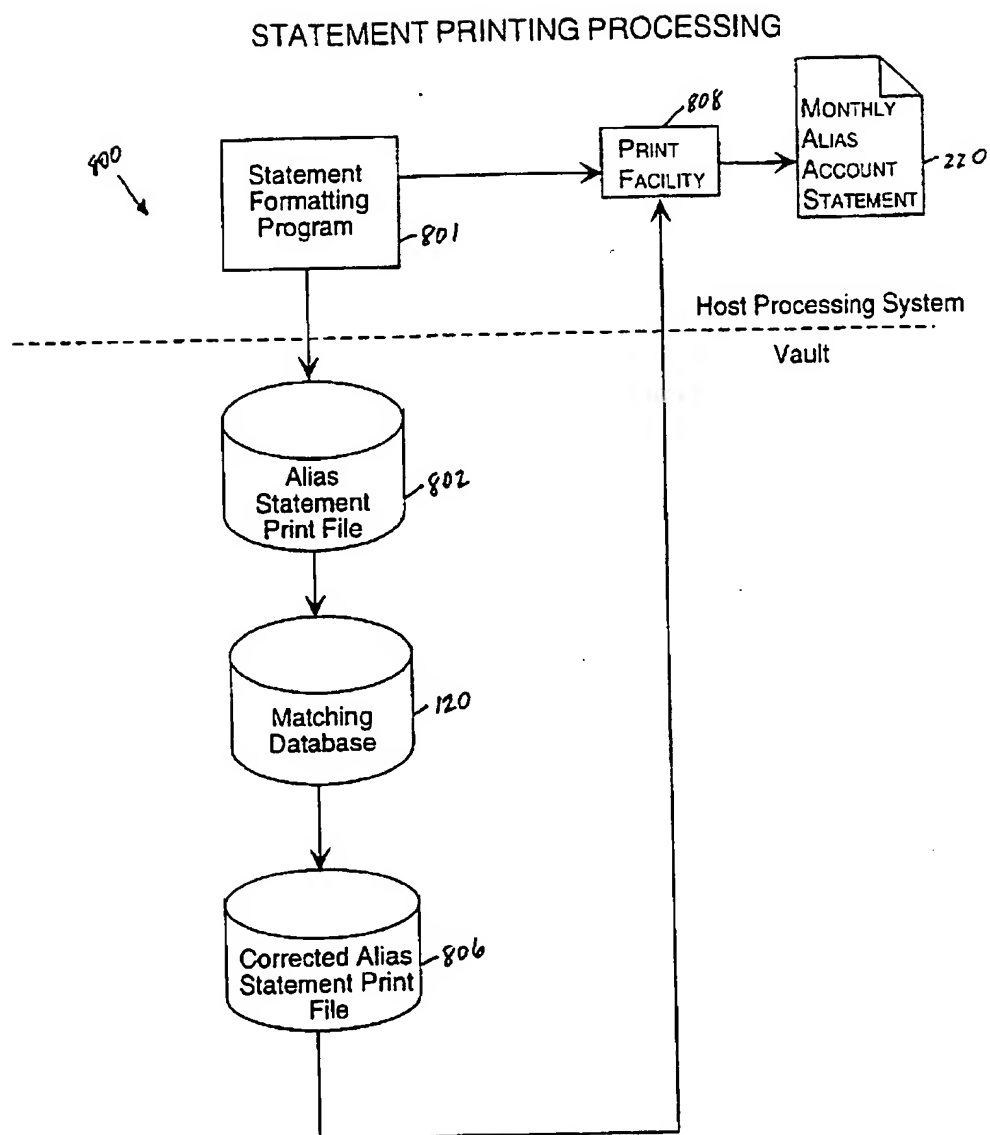 STATEMENT PRINTING PROCESSING
800
Statement
Formatting
Program
801
808
PRINT
FACILITY
MONTHLY
ALIAS
ACCOUNT
STATEMENT
220
Host Processing System
Vault
Alias
Statement
Print File
802
Matching
Database
120
Corrected Alias
Statement Print
File
806